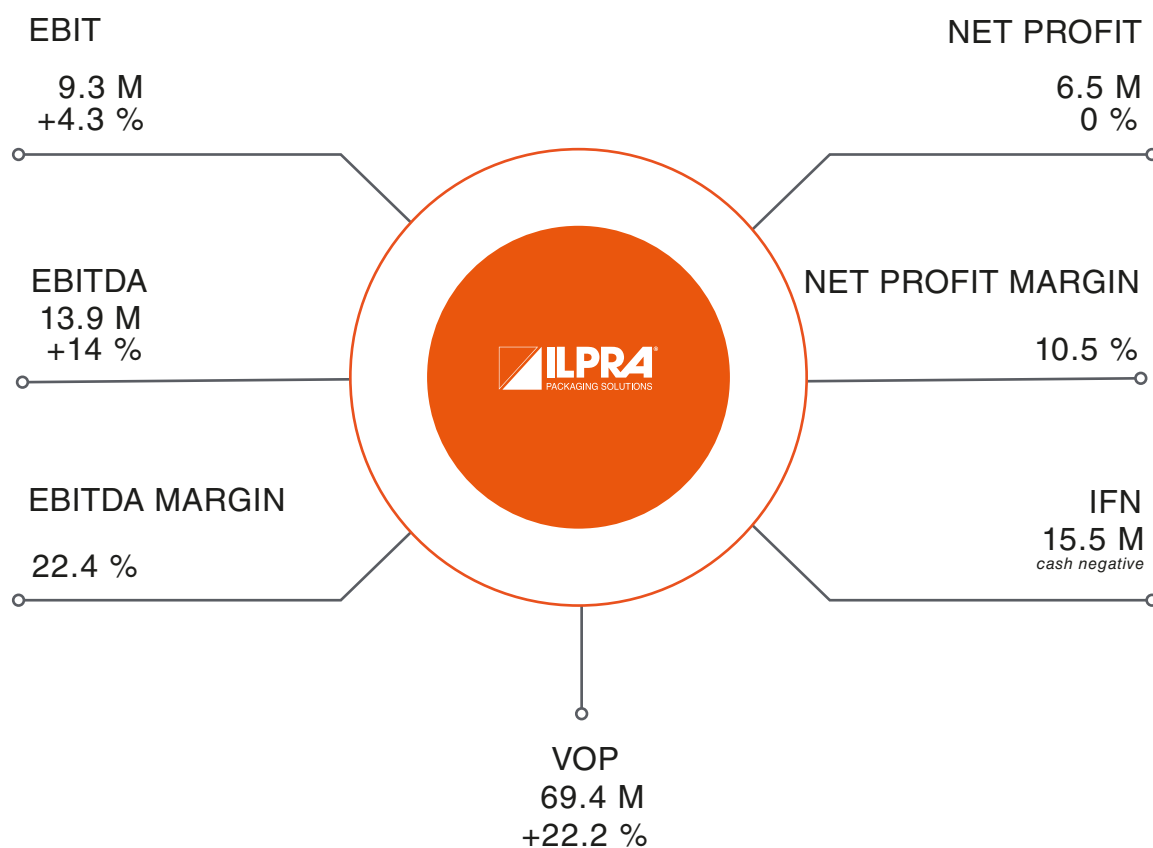 EBIT
9.3 M
+4.3 %
NET PROFIT
6.5 M
0 %
EBITDA
13.9 M
+14 %
NET PROFIT MARGIN
10.5 %
ILPRA®
PACKAGING SOLUTIONS
EBITDA MARGIN
22.4 %
IFN
15.5 M
cash negative
VOP
69.4 M
+22.2 %